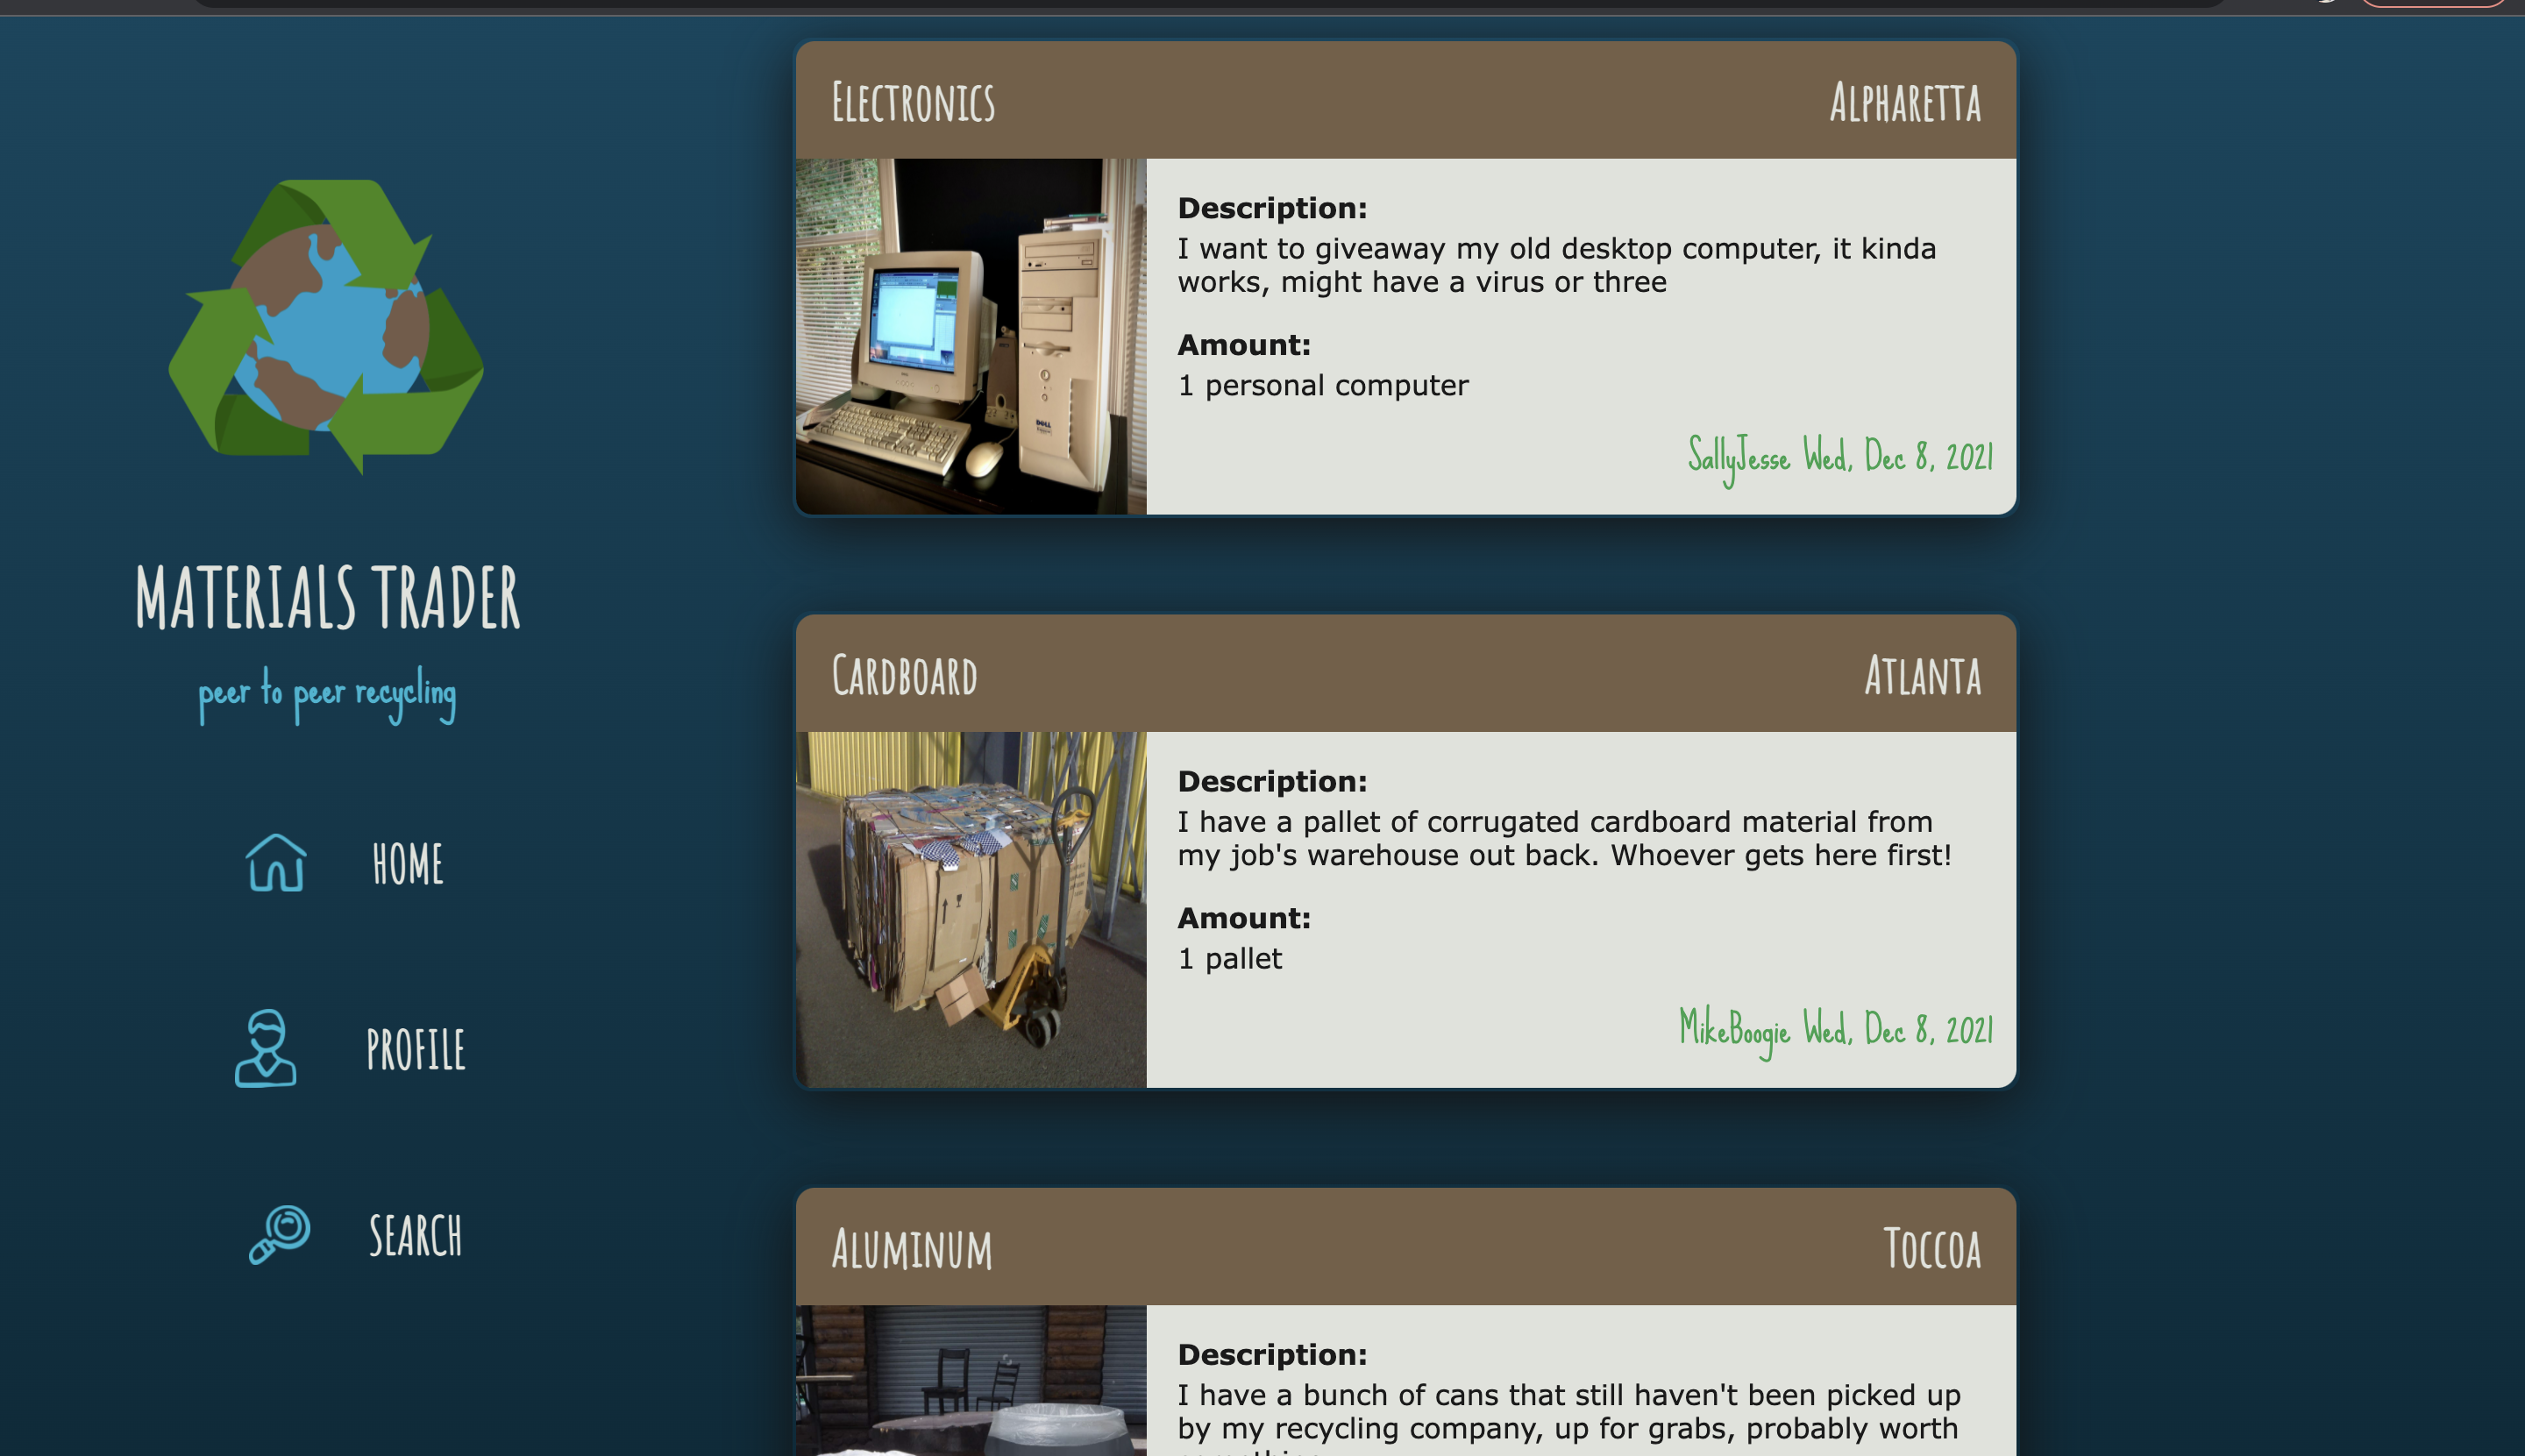 Electronics
Alpharetta
Description:
I want to giveaway my old desktop computer, it kinda
works, might have a virus or three
Amount:
1 personal computer
SallyJesse Wed, Dec 8, 2021
MATERIALS TRADER
peer to peer recycling
HOME
PROFILE
SEARCH
Cardboard
Atlanta
Description:
I have a pallet of corrugated cardboard material from
my job's warehouse out back. Whoever gets here first!
Amount:
1 pallet
MikeBoogie Wed, Dec 8, 2021
Aluminum
Toccoa
Description:
I have a bunch of cans that still haven't been picked up
by my recycling company, up for grabs, probably worth